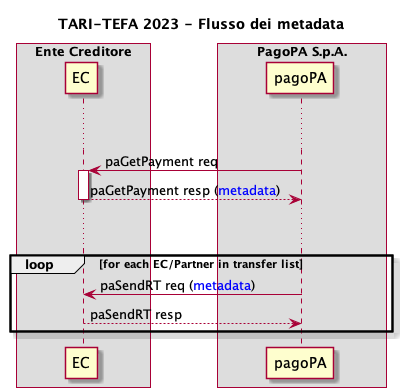 TARI-TEFA 2023 - Flusso dei metadata
Ente Creditore
PagoPA S.p.A.
EC
pagoPA
paGetPayment req
paGetPayment resp (metadata)
loop
[for each EC/Partner in transfer list]
paSendRT req (metadata)
paSendRT resp
EC
pagoPA